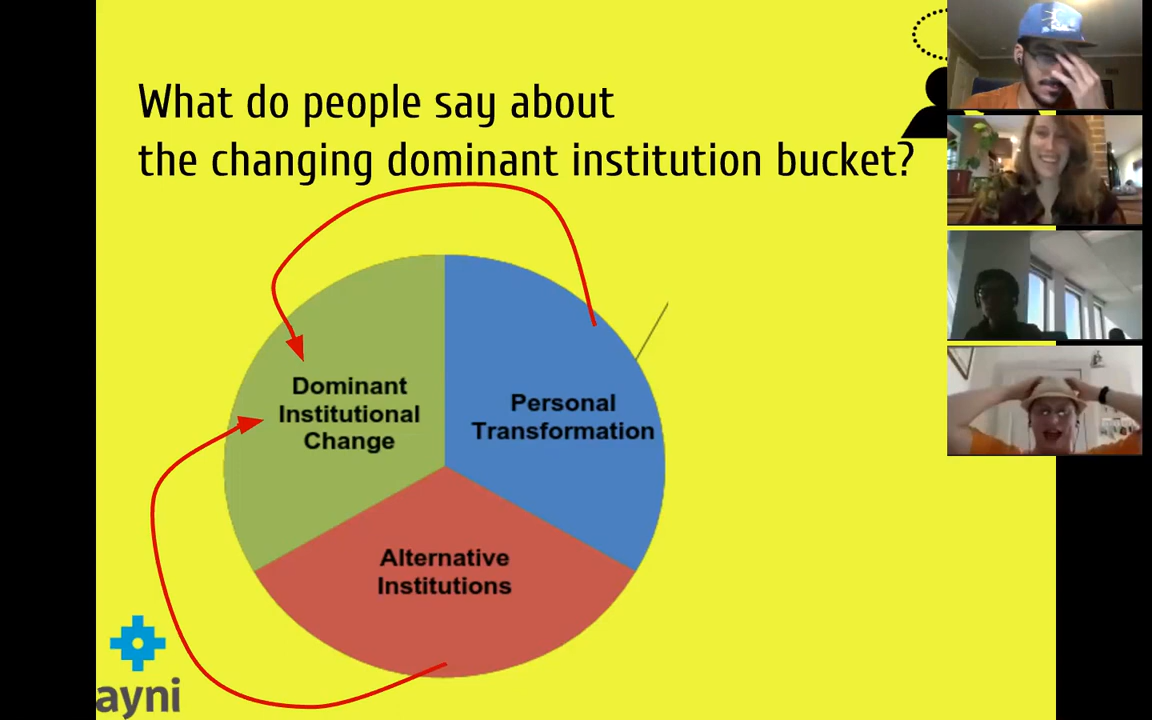 What do people say about
the changing dominant institution bucket?
Dominant
Institutional
Change
Personal
Transformation
Alternative
Institutions
ayni